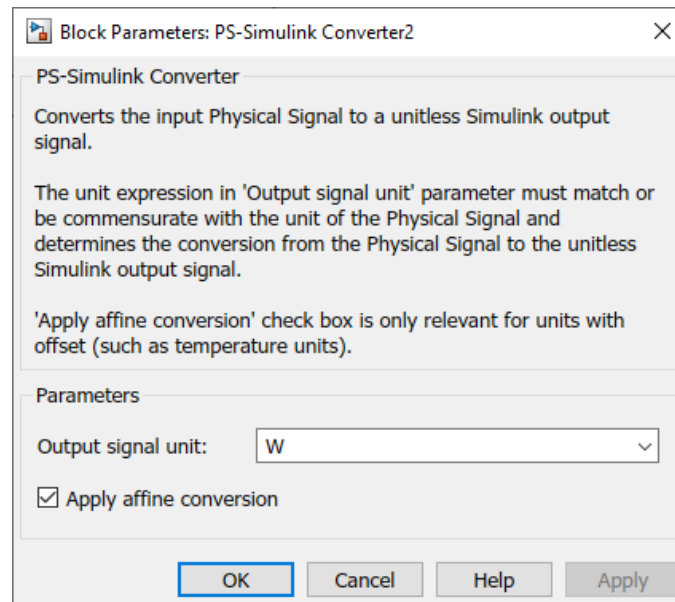 Block Parameters: PS-Simulink Converter2
PS-Simulink Converter
Converts the input Physical Signal to a unitless Simulink output
signal.
The unit expression in 'Output signal unit' parameter must match or
be commensurate with the unit of the Physical Signal and
determines the conversion from the Physical Signal to the unitless
Simulink output signal.
'Apply affine conversion' check box is only relevant for units with
offset (such as temperature units).
Parameters
Output signal unit: W
Apply affine conversion
OK Cancel Help Apply